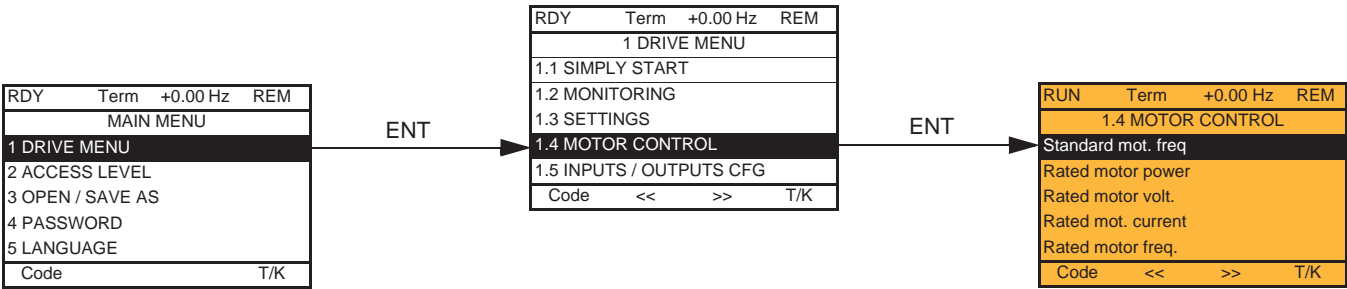 RDY Term +0.00 Hz REM
MAIN MENU
1 DRIVE MENU
2 ACCESS LEVEL
3 OPEN / SAVE AS
4 PASSWORD
5 LANGUAGE
Code T/K
ENT
RDY Term +0.00 Hz REM
1 DRIVE MENU
1.1 SIMPLY START
1.2 MONITORING
1.3 SETTINGS
1.4 MOTOR CONTROL
1.5 INPUTS / OUTPUTS CFG
Code << >> T/K
ENT
RUN Term +0.00 Hz REM
1.4 MOTOR CONTROL
Standard mot. freq
Rated motor power
Rated motor volt.
Rated mot. current
Rated motor freq.
Code << >> T/K